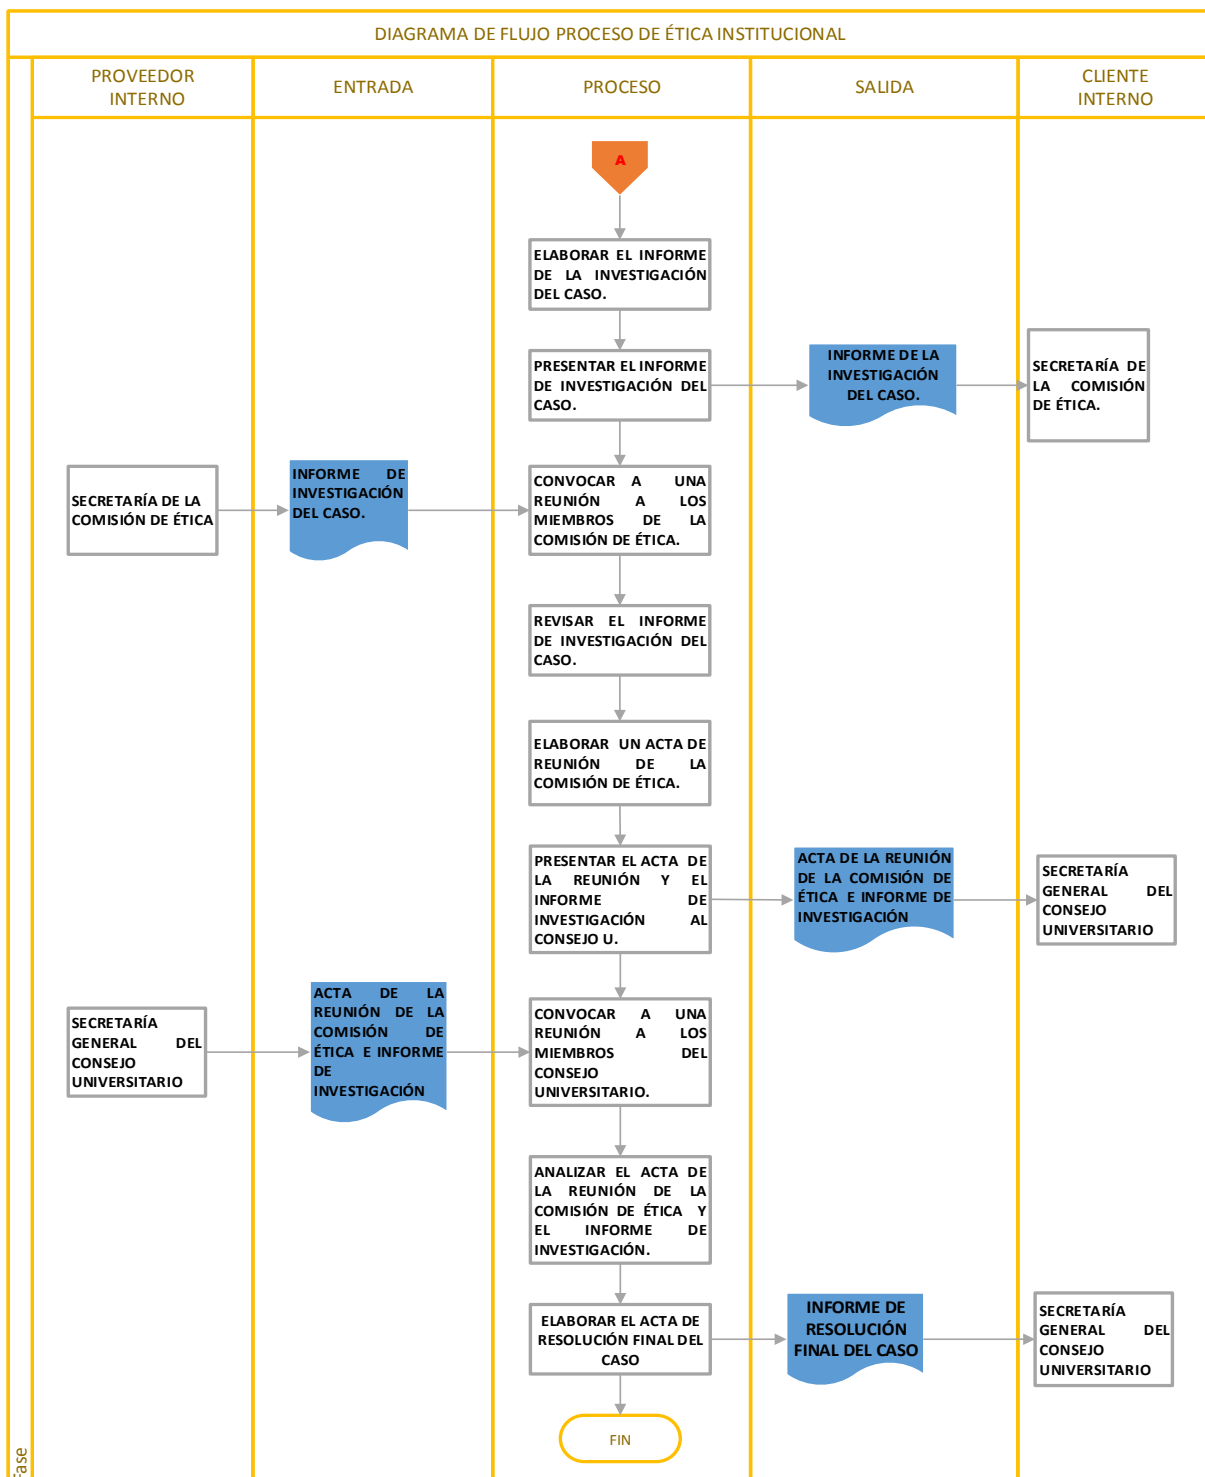 DIAGRAMA DE FLUJO PROCESO DE ÉTICA INSTITUCIONAL
PROVEEDOR
INTERNO
ENTRADA
PROCESO
SALIDA
CLIENTE
INTERNO
A
ELABORAR EL INFORME
DE LA INVESTIGACIÓN
DEL CASO.
PRESENTAR EL INFORME
DE INVESTIGACIÓN DEL
CASO.
INFORME DE LA
INVESTIGACIÓN
DEL CASO.
SECRETARÍA DE
LA COMISIÓN
DE ÉTICA.
SECRETARÍA DE LA
COMISIÓN DE ÉTICA
INFORME DE
INVESTIGACIÓN
DEL CASO.
CONVOCAR A UNA
REUNIÓN A LOS
MIEMBROS DE LA
COMISIÓN DE ÉTICA.
REVISAR EL INFORME
DE INVESTIGACIÓN DEL
CASO.
ELABORAR UN ACTA DE
REUNIÓN DE LA
COMISIÓN DE ÉTICA.
PRESENTAR EL ACTA DE
LA REUNIÓN Y EL
INFORME DE
INVESTIGACIÓN AL
CONSEJO U.
ACTA DE LA REUNIÓN
DE LA COMISIÓN DE
ÉTICA E INFORME DE
INVESTIGACIÓN
SECRETARÍA
GENERAL DEL
CONSEJO
UNIVERSITARIO
SECRETARÍA
GENERAL DEL
CONSEJO
UNIVERSITARIO
ACTA DE LA
REUNIÓN DE LA
COMISIÓN DE
ÉTICA E INFORME
DE
INVESTIGACIÓN
CONVOCAR A UNA
REUNIÓN A LOS
MIEMBROS DEL
CONSEJO
UNIVERSITARIO.
ANALIZAR EL ACTA DE
LA REUNIÓN DE LA
COMISIÓN DE ÉTICA Y
EL INFORME DE
INVESTIGACIÓN.
ELABORAR EL ACTA DE
RESOLUCIÓN FINAL DEL
CASO
INFORME DE
RESOLUCIÓN
FINAL DEL CASO
SECRETARÍA
GENERAL DEL
CONSEJO
UNIVERSITARIO
FIN
Fase